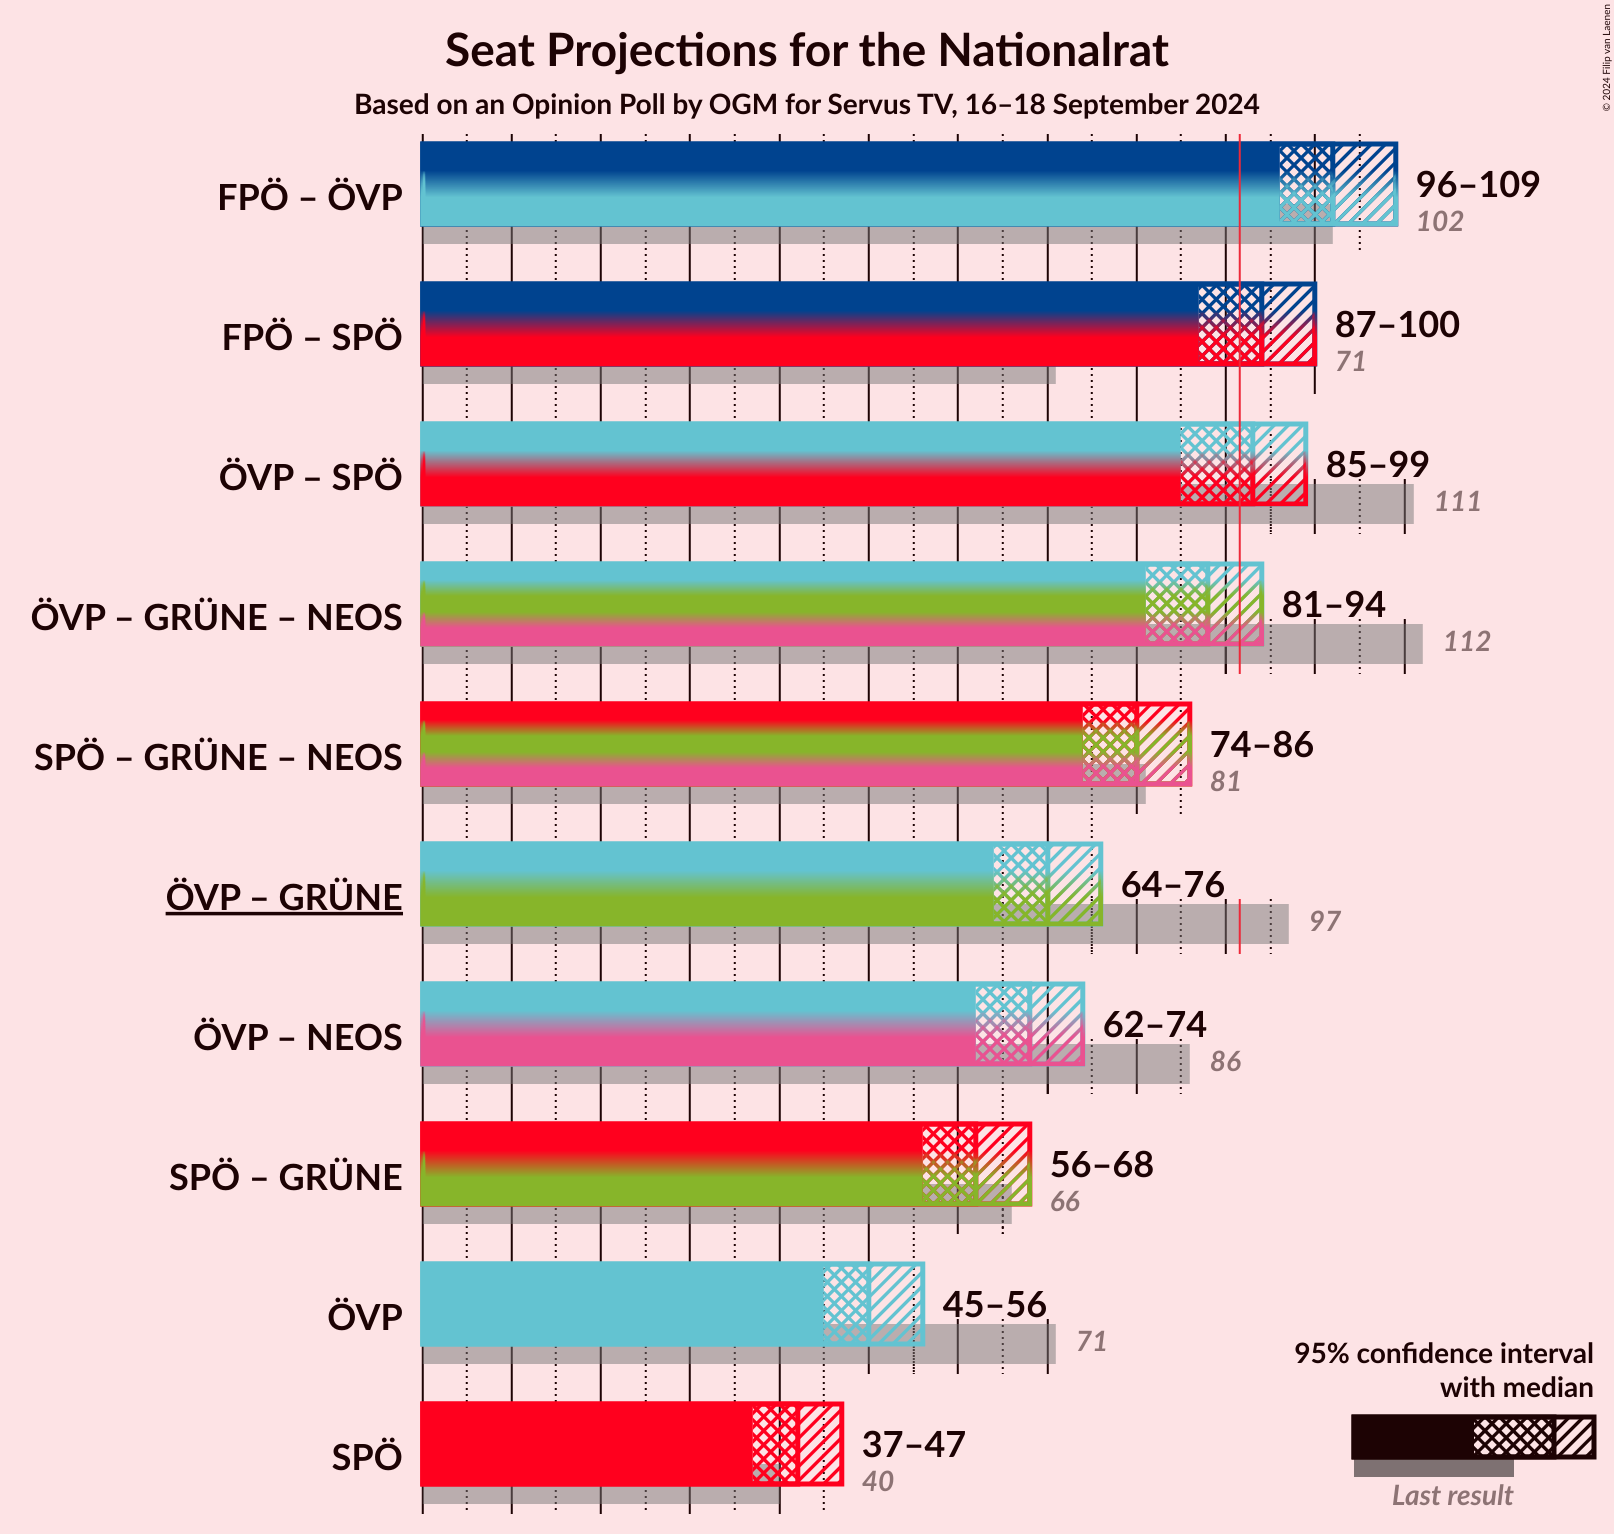 Seat Projections for the Nationalrat
Based on an Opinion Poll by OGM for Servus TV, 16–18 September 2024
© 2024 Filip van Laenen
FPÖ – ÖVP
96–109
102
FPÖ – SPÖ
87–100
71
ÖVP – SPÖ
85–99
111
ÖVP – GRÜNE – NEOS
81–94
112
SPÖ – GRÜNE – NEOS
74–86
81
ÖVP – GRÜNE
64–76
97
ÖVP – NEOS
62–74
86
SPÖ – GRÜNE
56–68
66
ÖVP
45–56
71
SPÖ
37–47
40
95% confidence interval
with median
Last result